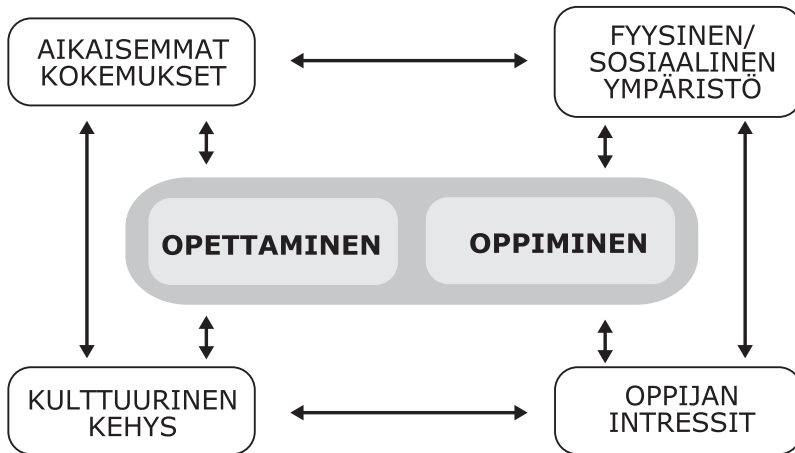 AIKAISEMMAT
KOKEMUKSET
FYYSINEN/
SOSIAALINEN
YMPÄRISTÖ
OPETTAMINEN
OPPIMINEN
KULTTUURINEN
KEHYS
OPPIJAN
INTRESSIT